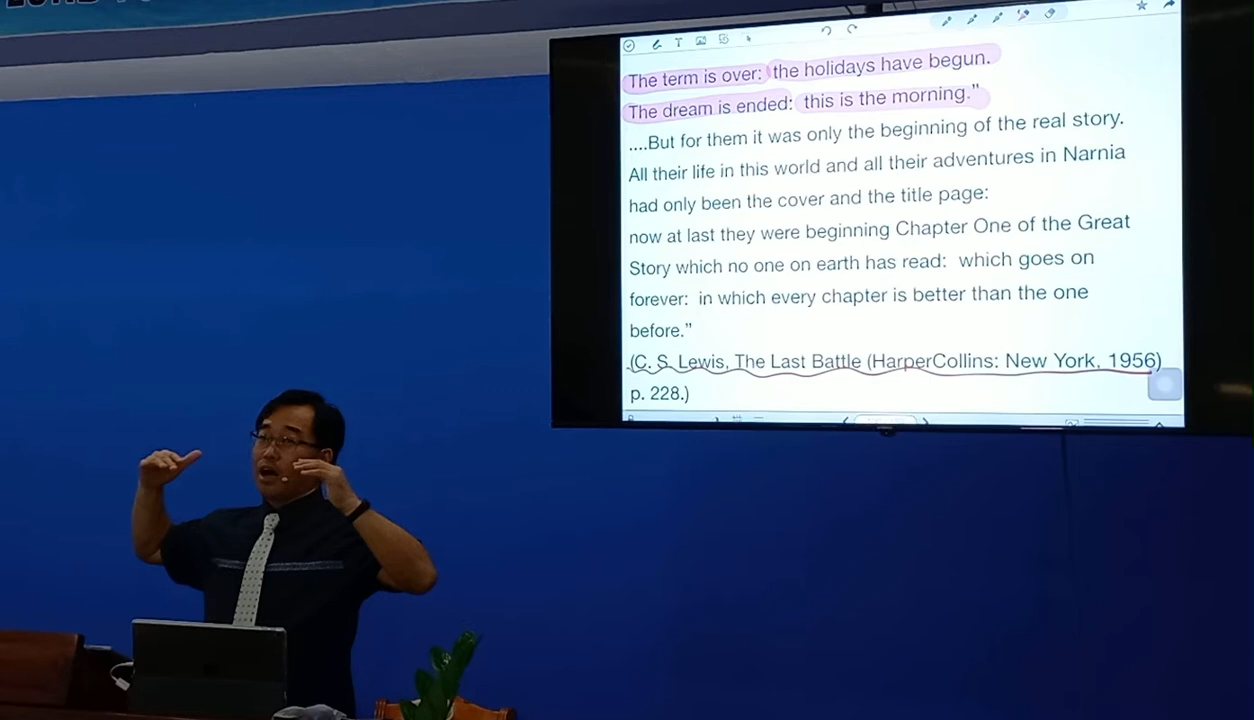 The term is over: the holidays have begun.
The dream is ended: this is the morning."
....But for them it was only the beginning of the real story.
All their life in this world and all their adventures in Narnia
had only been the cover and the title page:
now at last they were beginning Chapter One of the Great
Story which no one on earth has read: which goes on
forever: in which every chapter is better than the one
before."
(C. S. Lewis, The Last Battle (HarperCollins: New York, 1956)
p. 228.)